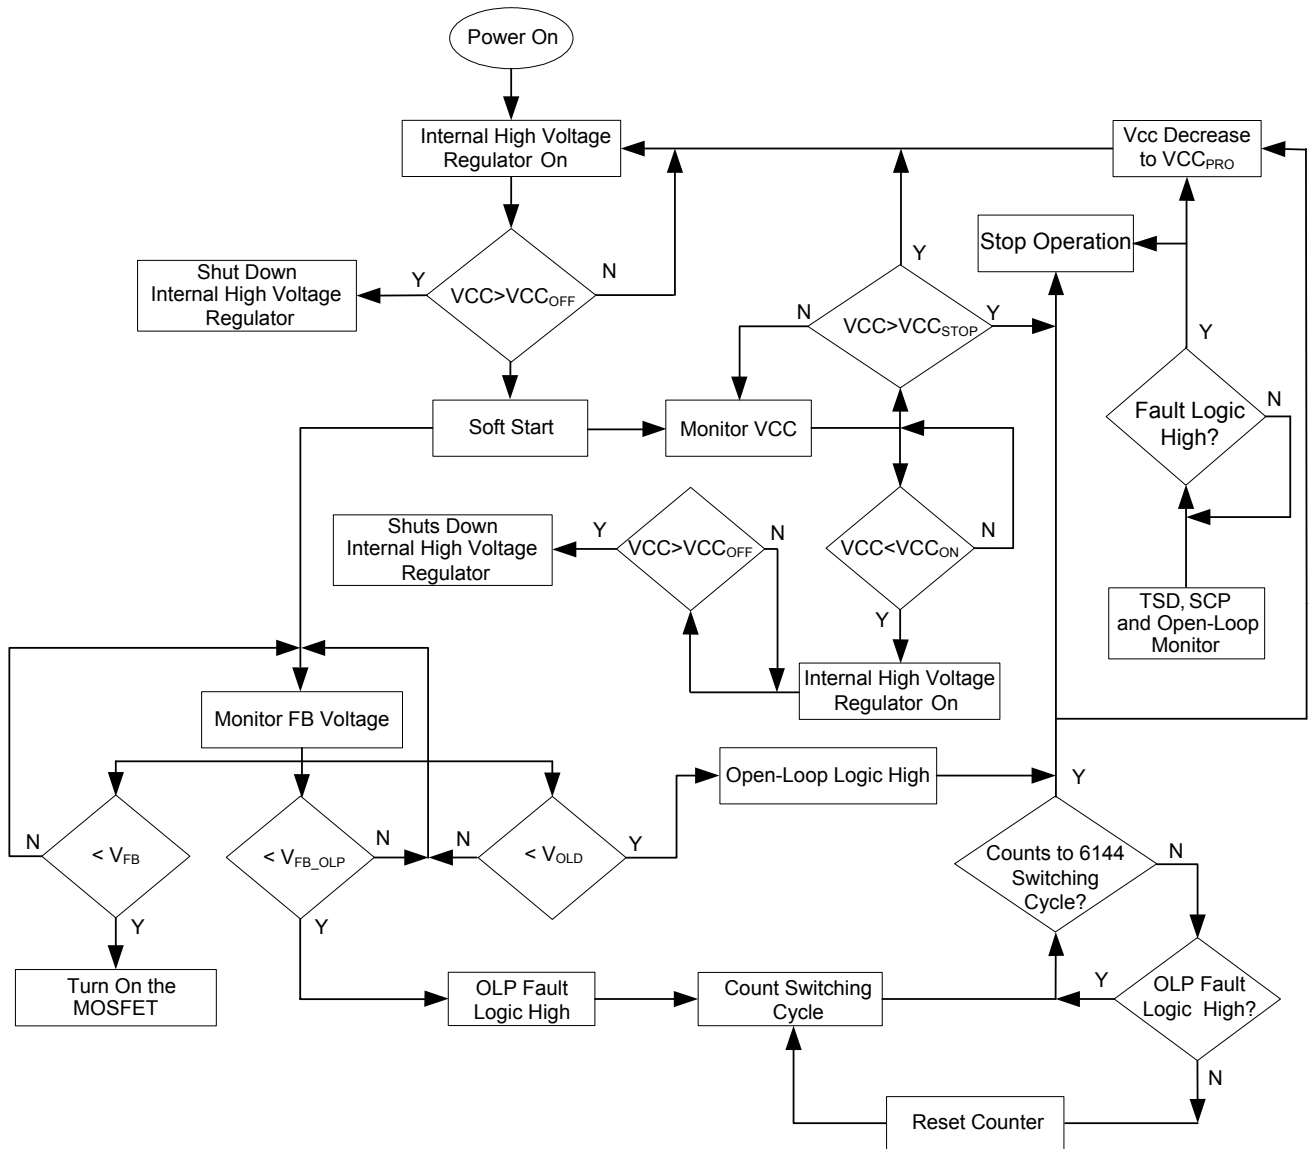 Power On
Internal High Voltage
Regulator On
Vcc Decrease
to VCCPRO
Stop Operation
Shut Down
Internal High Voltage
Regulator
Y
VCC>VCCOFF
N
Y
N
VCC>VCCSTOP
Y
Y
Fault Logic
High?
N
Soft Start
Monitor VCC
Shuts Down
Internal High Voltage
Regulator
Y
VCC>VCCOFF
N
VCC<VCCON
N
Y
TSD, SCP
and Open-Loop
Monitor
Internal High Voltage
Regulator On
Monitor FB Voltage
Open-Loop Logic High
Y
N
< VFB
Y
< VFB_OLP
N
Y
N
< VOLD
Y
Counts to 6144
Switching
Cycle?
N
Turn On the
MOSFET
OLP Fault
Logic High
Count Switching
Cycle
Y
OLP Fault
Logic High?
N
Reset Counter